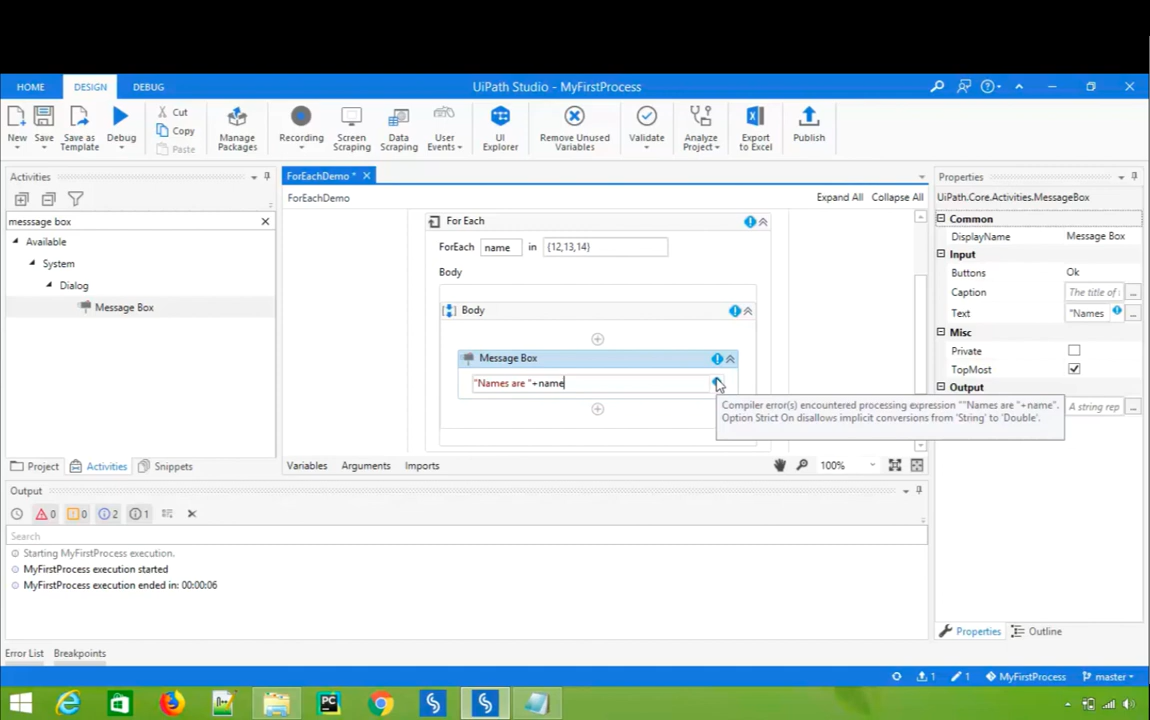 UiPath Studio - MyFirstProcess
HOME DESIGN DEBUG
New Save Save as Template Debug Cut Copy Paste Manage Packages Recording Screen Scraping Data Scraping User Events UI Explorer Remove Unused Variables Validate Analyze Project Export to Excel Publish
Activities
messsage box
Available
System
Dialog
Message Box
Project Activities Snippets
ForEachDemo *
ForEachDemo Expand All Collapse All
For Each
ForEach name in {12,13,14}
Body
Body
Message Box
"Names are "+name
Compiler error(s) encountered processing expression ""Names are "+name".
Option Strict On disallows implicit conversions from 'String' to 'Double'.
Variables Arguments Imports 100%
Properties
UiPath.Core.Activities.MessageBox
Common
DisplayName Message Box
Input
Buttons Ok
Caption The title of
Text "Names
Misc
Private
TopMost
Output
A string rep
Properties Outline
Output
0 0 2 1
Search
Starting MyFirstProcess execution.
MyFirstProcess execution started
MyFirstProcess execution ended in: 00:00:06
Error List Breakpoints
1 1 MyFirstProcess master
PC